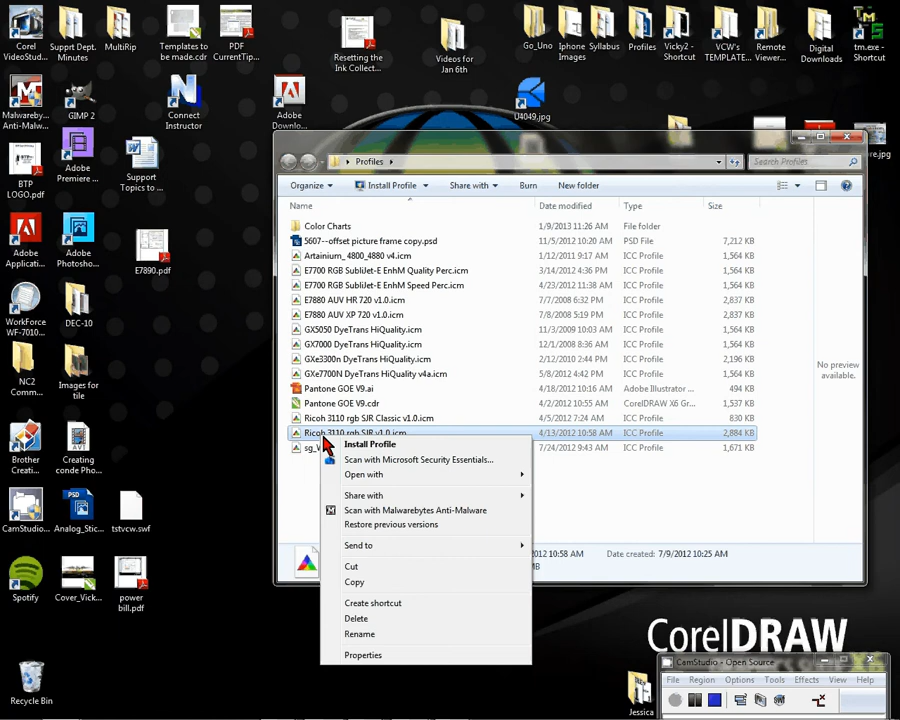 Corel
VideoStud...
Supprt Dept.
Minutes
MultiRip
Templates to
be made.cdr
PDF
CurrentTip...
Resetting the
Ink Collect...
Videos for
Jan 6th
Go_Uno
Iphone
Images
Syllabus
Profiles
Vicky2 -
Shortcut
VCW's
TEMPLATE...
Remote
Viewer...
Digital
Downloads
tm.exe -
Shortcut
Malwareby...
Anti-Malw...
GIMP 2
Connect
Instructor
Adobe
Downlo...
U4049.jpg
BTP
LOGO.pdf
Adobe
Premiere ...
Support
Topics to ...
Adobe
Applicati...
Adobe
Photosho...
E7890.pdf
WorkForce
WF-7010...
DEC-10
NC2
Comm...
Images for
tile
Brother
Creati...
Creating
conde Pho...
CamStudio...
Analog_Stic...
tstvcw.swf
Spotify
Cover_Vick...
power
bill.pdf
Recycle Bin
Profiles
Search Profiles
Organize
Install Profile
Share with
Burn
New folder
Name
Date modified
Type
Size
Color Charts 1/9/2013 11:26 AM File folder
5607--offset picture frame copy.psd 11/5/2012 10:20 AM PSD File 7,212 KB
Artainium_4800_4880 v4.icm 1/12/2011 9:17 AM ICC Profile 1,564 KB
E7700 RGB SubliJet-E EnhM Quality Perc.icm 3/14/2012 4:36 PM ICC Profile 1,564 KB
E7700 RGB SubliJet-E EnhM Speed Perc.icm 4/23/2012 11:38 AM ICC Profile 1,564 KB
E7880 AUV HR 720 v1.0.icm 7/7/2008 6:32 PM ICC Profile 2,837 KB
E7880 AUV XP 720 v1.0.icm 7/8/2008 5:19 PM ICC Profile 2,837 KB
GX5050 DyeTrans HiQuality.icm 11/3/2009 10:03 AM ICC Profile 1,564 KB
GX7000 DyeTrans HiQuality.icm 12/1/2008 8:36 AM ICC Profile 1,564 KB
GXe3300n DyeTrans HiQuality.icm 2/12/2010 2:44 PM ICC Profile 2,196 KB
GXe7700N DyeTrans HiQuality v4a.icm 5/8/2012 4:42 PM ICC Profile 1,564 KB
Pantone GOE V9.ai 4/18/2012 10:16 AM Adobe Illustrator ... 494 KB
Pantone GOE V9.cdr 4/2/2012 10:55 AM CorelDRAW X6 Gr... 1,537 KB
Ricoh 3110 rgb SJR Classic v1.0.icm 4/5/2012 7:24 AM ICC Profile 830 KB
Ricoh 3110 rgb SJR v1.0.icm 4/13/2012 10:58 AM ICC Profile 2,884 KB
7/24/2012 9:43 AM ICC Profile 1,671 KB
No preview
available.
Install Profile
Scan with Microsoft Security Essentials...
Open with
Share with
Scan with Malwarebytes Anti-Malware
Restore previous versions
Send to
Cut
Copy
Create shortcut
Delete
Rename
Properties
2012 10:58 AM
Date created: 7/9/2012 10:25 AM
CorelDRAW
CamStudio - Open Source
File Region Options Tools Effects View Help
Jessica